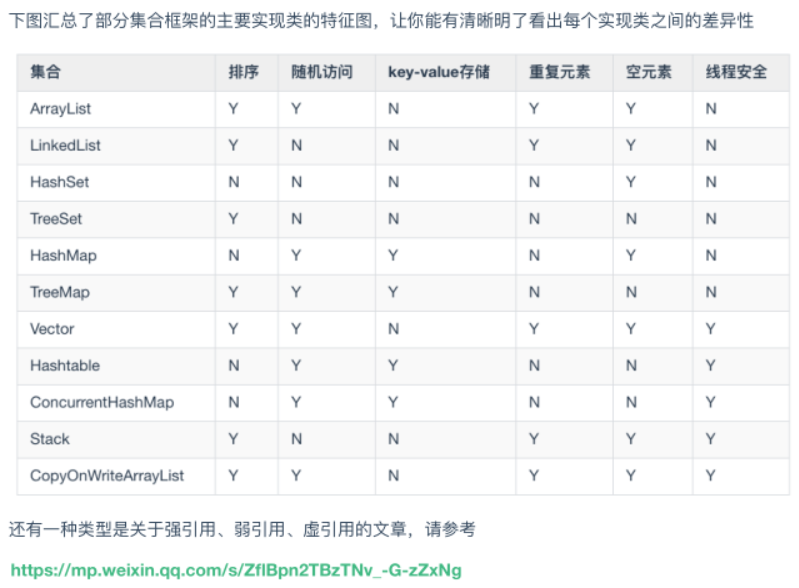 下图汇总了部分集合框架的主要实现类的特征图，让你能有清晰明了看出每个实现类之间的差异性
集合 排序 随机访问 key-value存储 重复元素 空元素 线程安全
ArrayList Y Y N Y Y N
LinkedList Y N N Y Y N
HashSet N N N N Y N
TreeSet Y N N N N N
HashMap N Y Y N Y N
TreeMap Y Y Y N N N
Vector Y Y N Y Y Y
Hashtable N Y Y N N Y
ConcurrentHashMap N Y Y N N Y
Stack Y N N Y Y Y
CopyOnWriteArrayList Y Y N Y Y Y
还有一种类型是关于强引用、弱引用、虚引用的文章，请参考
https://mp.weixin.qq.com/s/ZflBpn2TBzTNv_-G-zZxNg